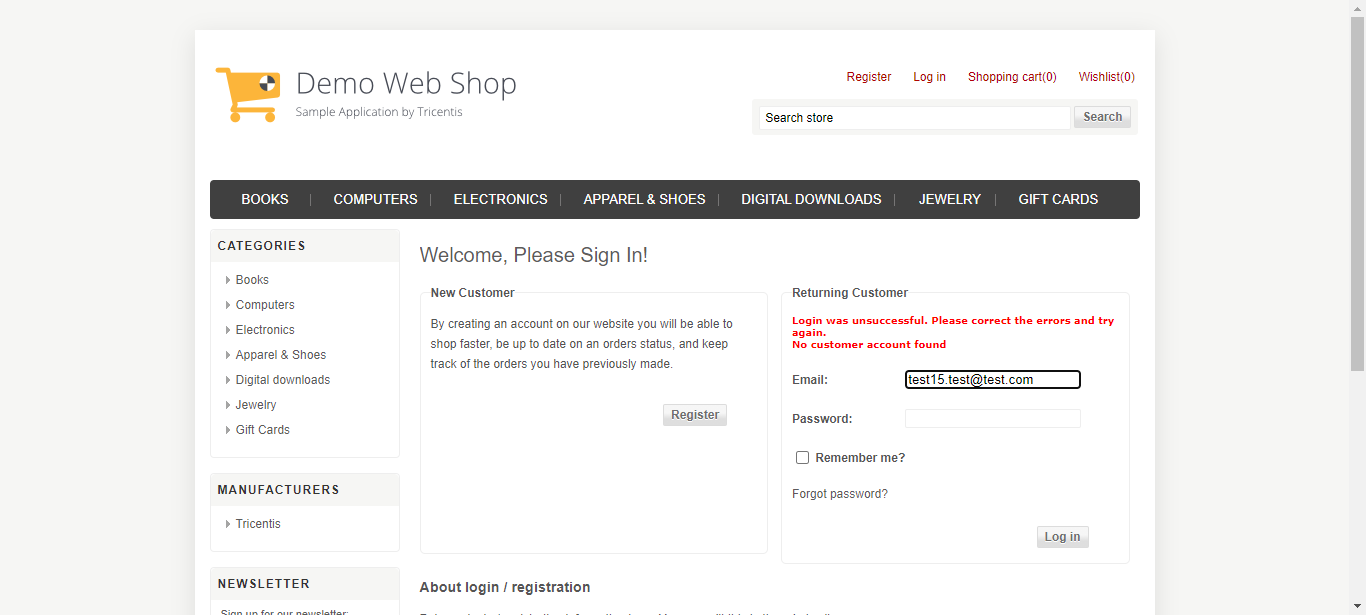 Demo Web Shop
Sample Application by Tricentis
Register Log in Shopping cart(0) Wishlist(0)
Search store Search
BOOKS COMPUTERS ELECTRONICS APPAREL & SHOES DIGITAL DOWNLOADS JEWELRY GIFT CARDS
CATEGORIES
Books
Computers
Electronics
Apparel & Shoes
Digital downloads
Jewelry
Gift Cards
MANUFACTURERS
Tricentis
NEWSLETTER
Sign up for our newsletter:
Welcome, Please Sign In!
New Customer
By creating an account on our website you will be able to
shop faster, be up to date on an orders status, and keep
track of the orders you have previously made.
Register
Returning Customer
Login was unsuccessful. Please correct the errors and try
again.
No customer account found
Email: test15.test@test.com
Password:
Remember me?
Forgot password?
Log in
About login / registration